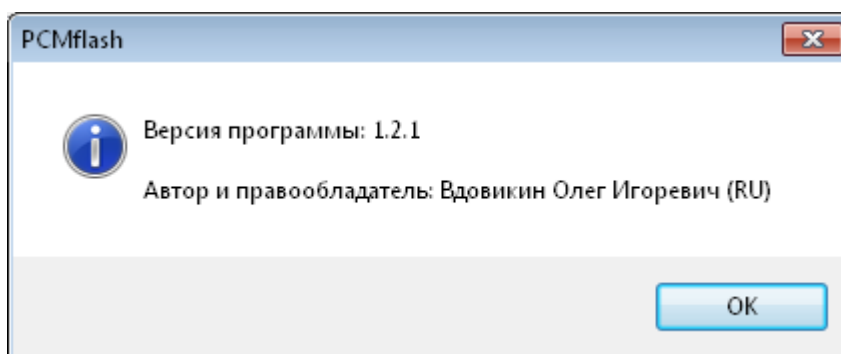 PCMflash
Версия программы: 1.2.1
Автор и правообладатель: Вдовикин Олег Игоревич (RU)
OK